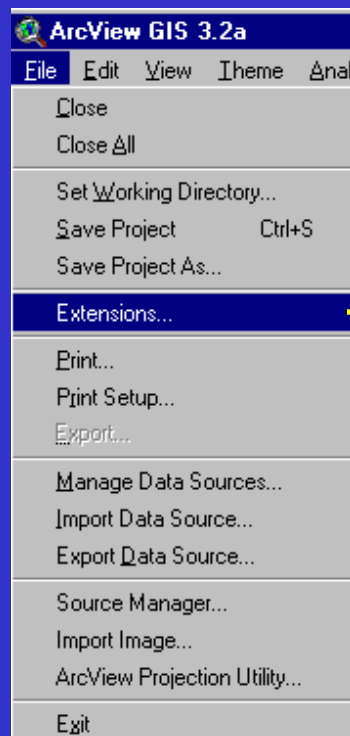 ArcView GIS 3.2a
File Edit View Theme Anal
Close
Close All
Set Working Directory...
Save Project Ctrl+S
Save Project As...
Extensions...
Print...
Print Setup...
Export...
Manage Data Sources...
Import Data Source...
Export Data Source...
Source Manager...
Import Image...
ArcView Projection Utility...
Exit